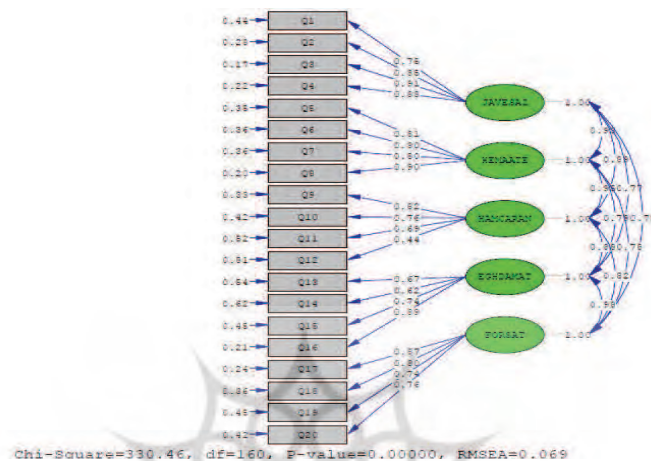 0.44 Q1
0.28 Q2
0.17 Q3
0.22 Q4
0.35 Q5
0.36 Q6
0.36 Q7
0.20 Q8
0.33 Q9
0.42 Q10
0.52 Q11
0.81 Q12
0.54 Q13
0.62 Q14
0.45 Q15
0.21 Q16
Q17
0.36 Q18
0.45 Q19
0.42 Q20
0.75
0.85
0.91
0.88
0.81
0.80
0.80
0.90
0.82
0.76
0.69
0.44
0.67
0.62
0.74
0.89
0.87
0.80
0.74
0.76
1.00
HEMAATE 1.00
HAMCARAN 1.00
EGHDAMAT 1.00
FORSAT 1.00
0.77
0.82
Chi-Square=330.46, df=160, P-value=0.00000, RMSEA=0.069